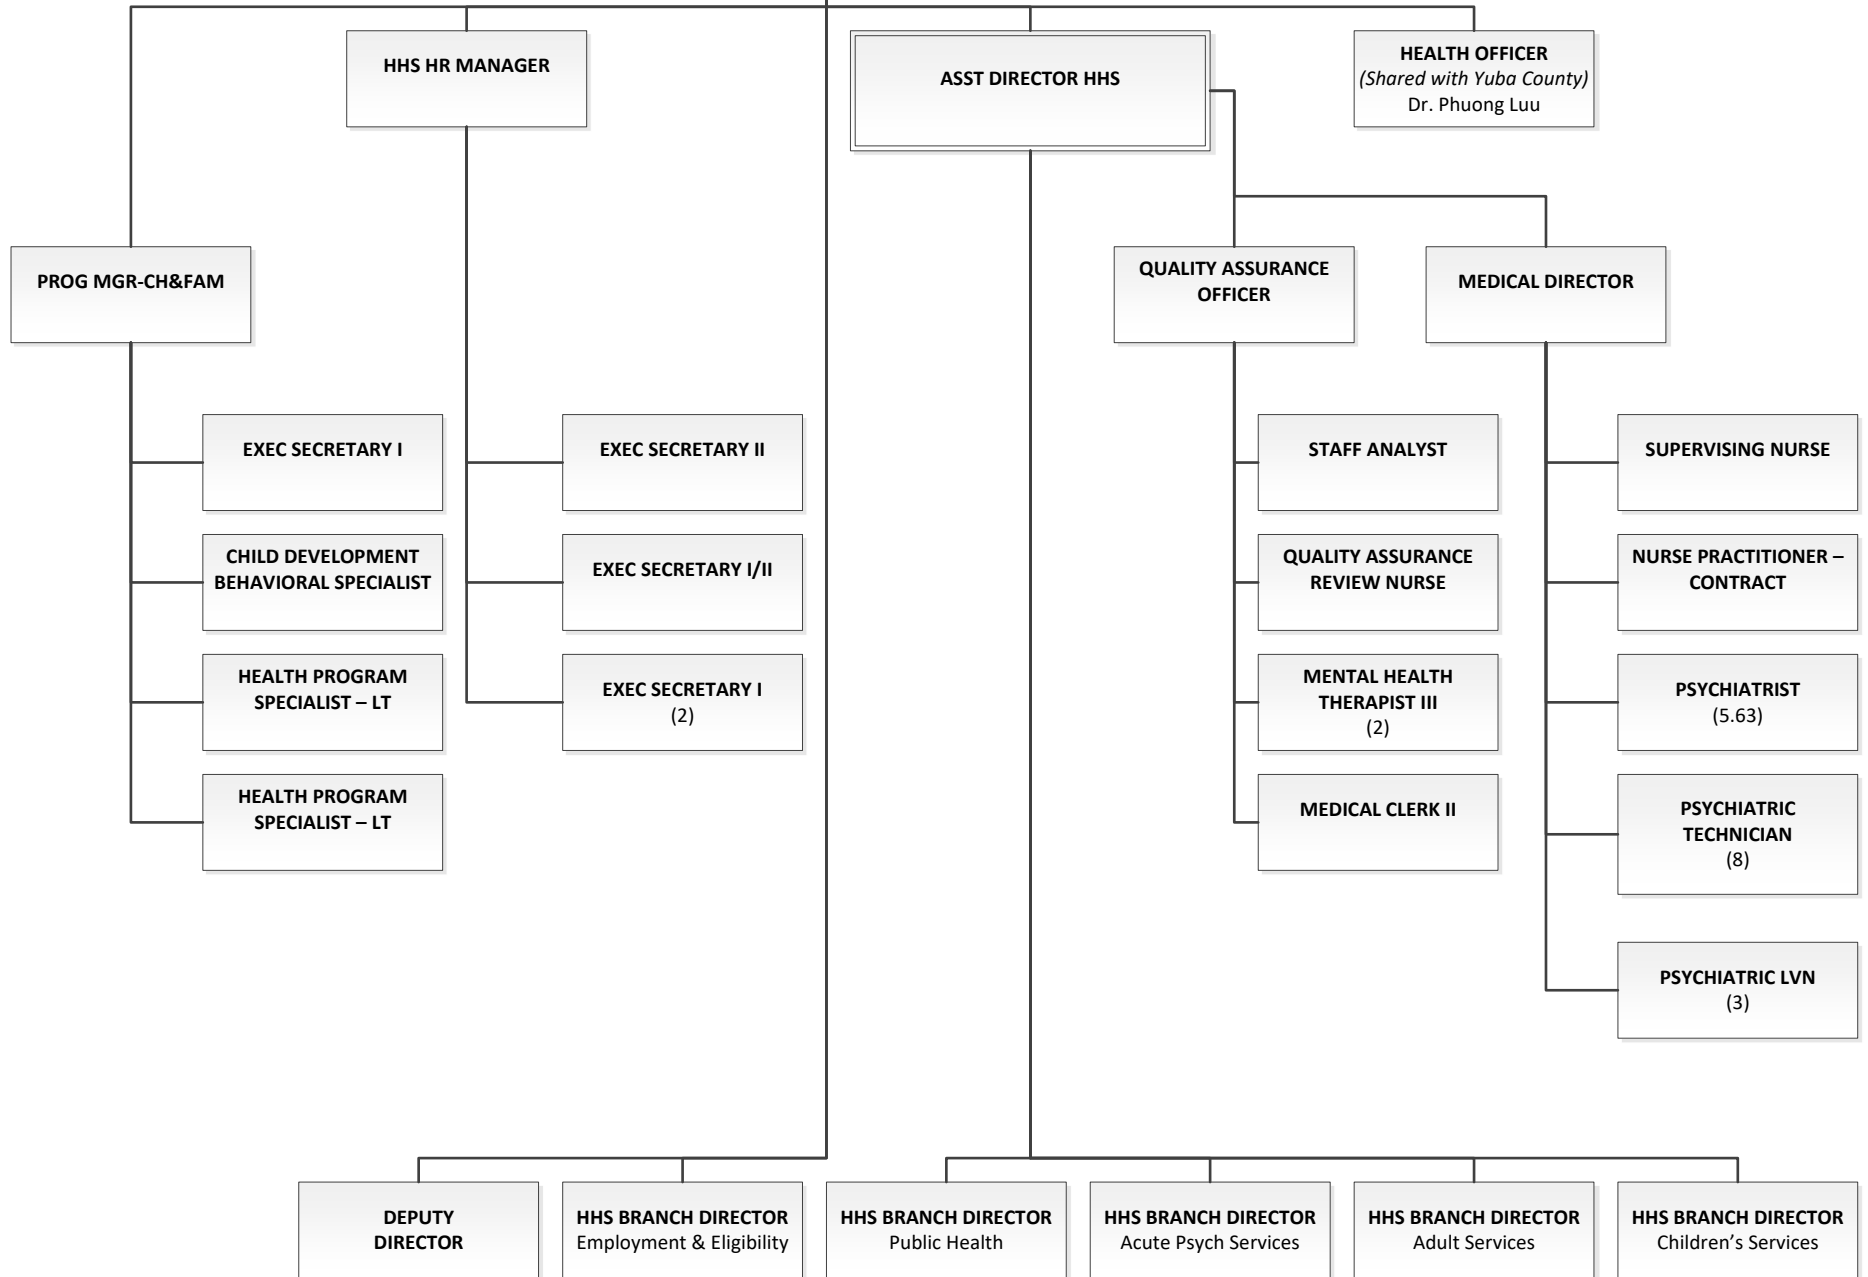 HHS HR MANAGER
ASST DIRECTOR HHS
HEALTH OFFICER
(Shared with Yuba County)
Dr. Phuong Luu
PROG MGR-CH&FAM
QUALITY ASSURANCE
OFFICER
MEDICAL DIRECTOR
EXEC SECRETARY I
CHILD DEVELOPMENT
BEHAVIORAL SPECIALIST
HEALTH PROGRAM
SPECIALIST – LT
HEALTH PROGRAM
SPECIALIST – LT
EXEC SECRETARY II
EXEC SECRETARY I/II
EXEC SECRETARY I
(2)
STAFF ANALYST
QUALITY ASSURANCE
REVIEW NURSE
MENTAL HEALTH
THERAPIST III
(2)
MEDICAL CLERK II
SUPERVISING NURSE
NURSE PRACTITIONER –
CONTRACT
PSYCHIATRIST
(5.63)
PSYCHIATRIC
TECHNICIAN
(8)
PSYCHIATRIC LVN
(3)
DEPUTY
DIRECTOR
HHS BRANCH DIRECTOR
Employment & Eligibility
HHS BRANCH DIRECTOR
Public Health
HHS BRANCH DIRECTOR
Acute Psych Services
HHS BRANCH DIRECTOR
Adult Services
HHS BRANCH DIRECTOR
Children’s Services